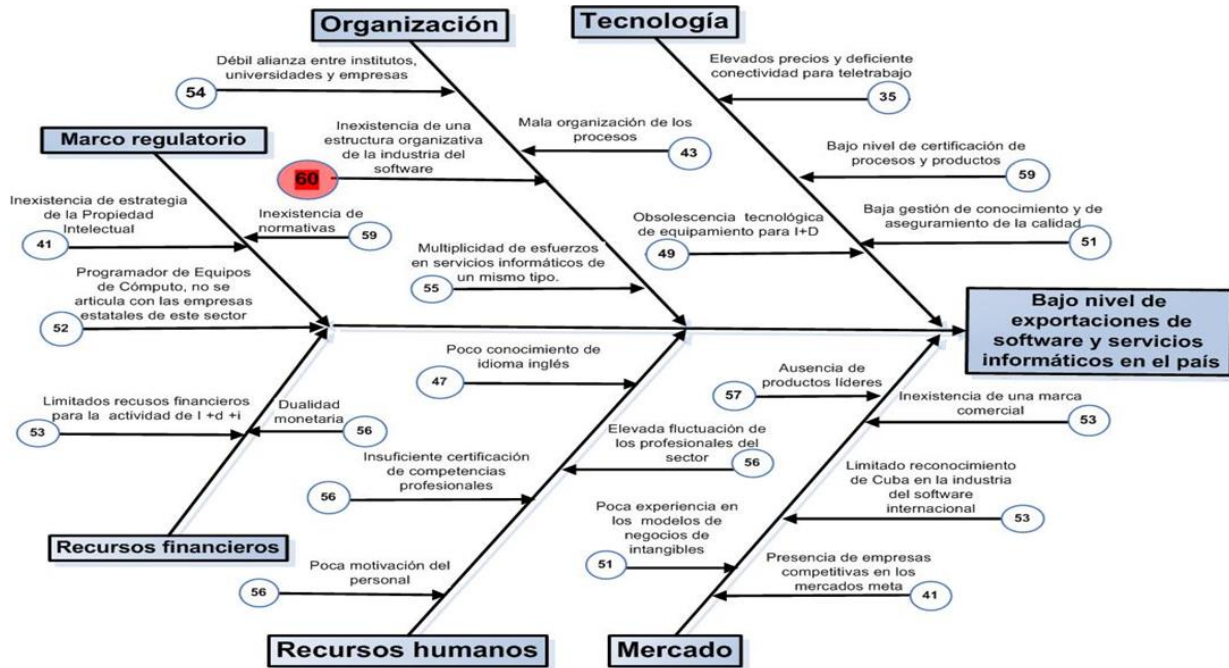 Organización
Tecnología
Débil alianza entre institutos,
universidades y empresas
54
Elevados precios y deficiente
conectividad para teletrabajo
35
Marco regulatorio
Inexistencia de una
estructura organizativa
de la industria del
software
60
Mala organización de los
procesos
43
Bajo nivel de certificación de
procesos y productos
59
Inexistencia de estrategia
de la Propiedad
Intelectual
41
Inexistencia de
normativas
59
Obsolescencia tecnológica
de equipamiento para I+D
49
Baja gestión de conocimiento y de
aseguramiento de la calidad
51
Programador de Equipos
de Cómputo, no se
articula con las empresas
estatales de este sector
52
Multiplicidad de esfuerzos
en servicios informáticos de
un mismo tipo.
55
Bajo nivel de
exportaciones de
software y servicios
informáticos en el país
Poco conocimiento de
idioma inglés
47
Ausencia de
productos líderes
57
Inexistencia de una marca
comercial
53
Limitados recusos financieros
para la actividad de I +d +i
53
Dualidad
monetaria
56
Elevada fluctuación de
los profesionales del
sector
56
Insuficiente certificación
de competencias
profesionales
56
Limitado reconocimiento
de Cuba en la industria
del software
internacional
53
Poca experiencia en
los modelos de
negocios de
intangibles
51
Recursos financieros
Poca motivación del
personal
56
Presencia de empresas
competitivas en los
mercados meta
41
Recursos humanos
Mercado